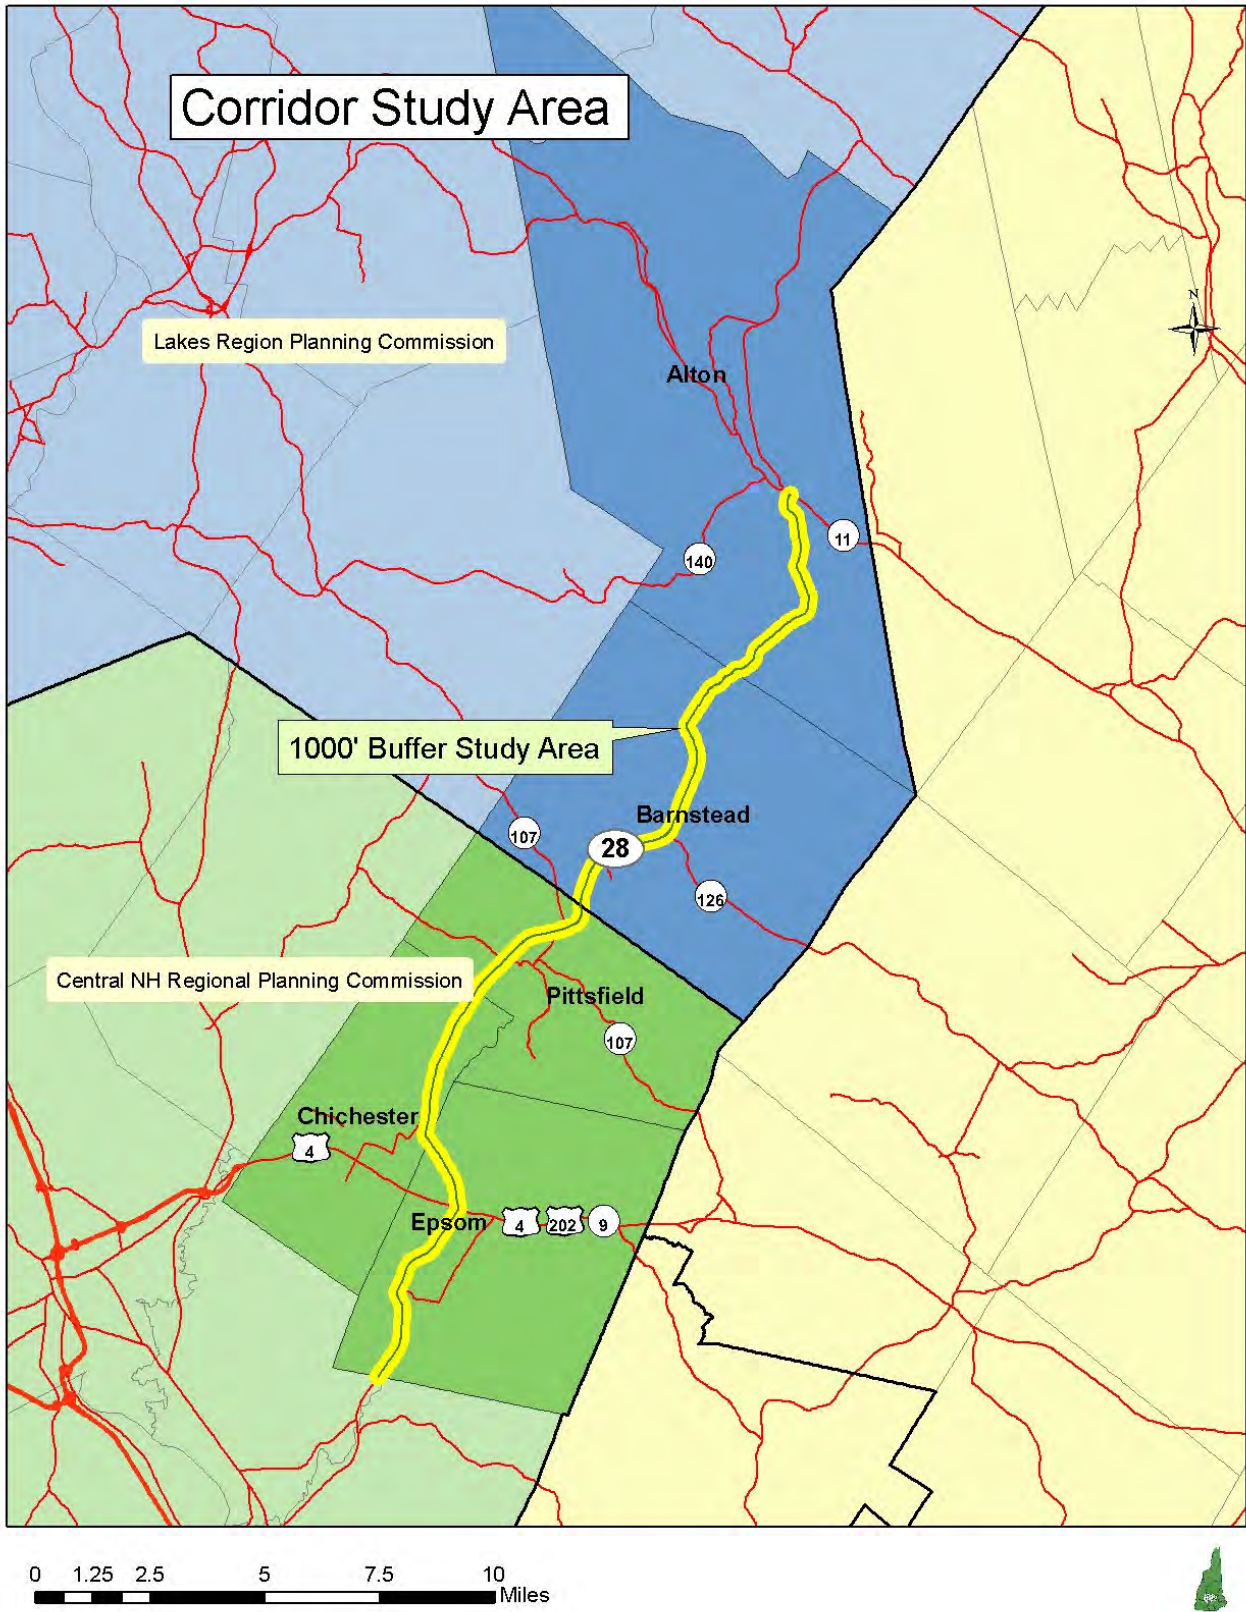 Corridor Study Area
N
Lakes Region Planning Commission
Alton
11
140
1000' Buffer Study Area
Barnstead
107
28
126
Central NH Regional Planning Commission
Pittsfield
107
Chichester
4
Epsom
4 202 9
0 1.25 2.5 5 7.5 10
Miles